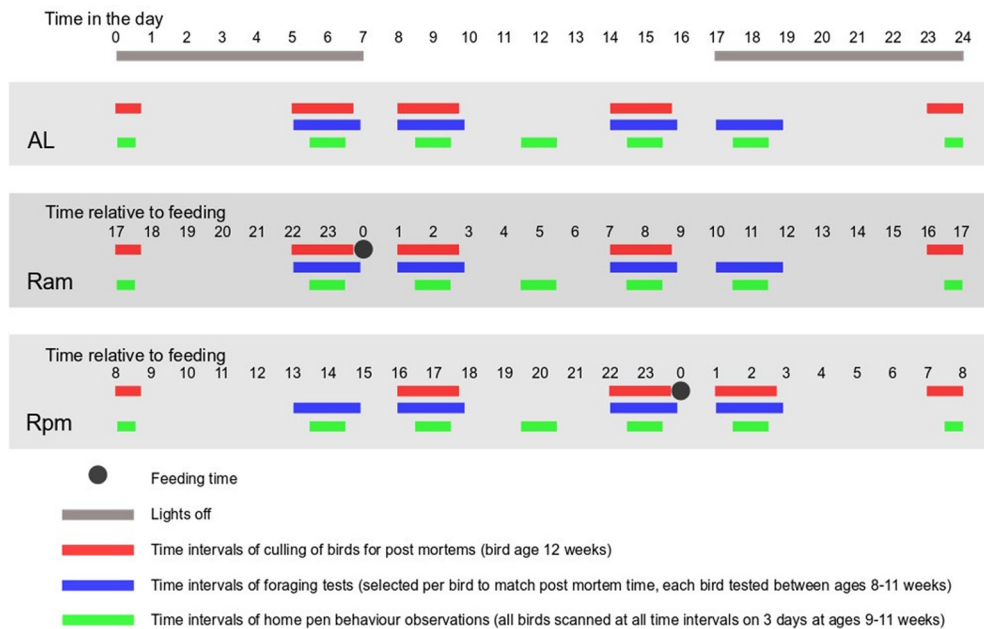 Time in the day
0 1 2 3 4 5 6 7 8 9 10 11 12 13 14 15 16 17 18 19 20 21 22 23 24
AL
Time relative to feeding
17 18 19 20 21 22 23 0 1 2 3 4 5 6 7 8 9 10 11 12 13 14 15 16 17
Ram
Time relative to feeding
8 9 10 11 12 13 14 15 16 17 18 19 20 21 22 23 0 1 2 3 4 5 6 7 8
Rpm
Feeding time
Lights off
Time intervals of culling of birds for post mortems (bird age 12 weeks)
Time intervals of foraging tests (selected per bird to match post mortem time, each bird tested between ages 8-11 weeks)
Time intervals of home pen behaviour observations (all birds scanned at all time intervals on 3 days at ages 9-11 weeks)